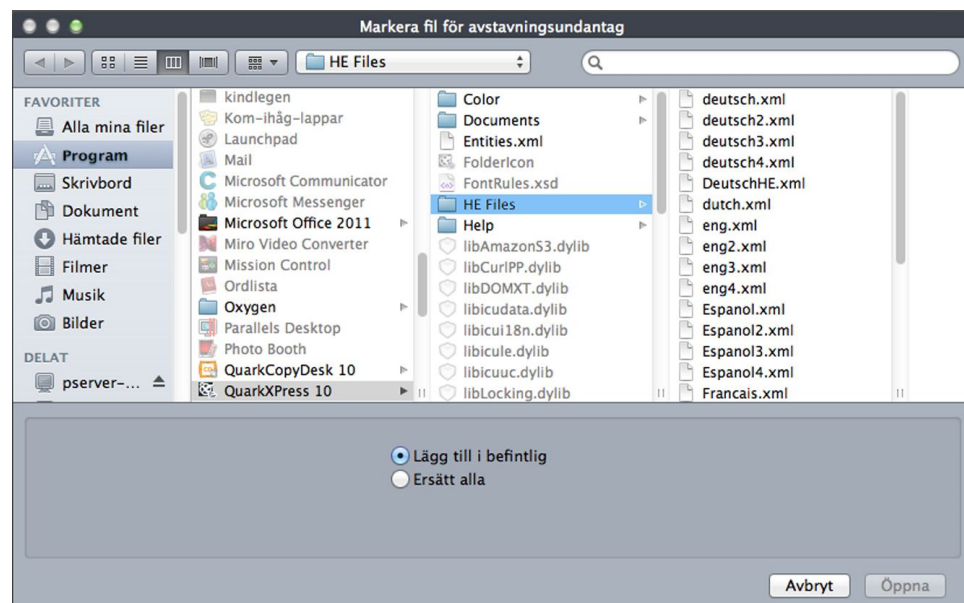 Markera fil för avstavningsundantag
HE Files
FAVORITER
Alla mina filer
Program
Skrivbord
Dokument
Hämtade filer
Filmer
Musik
Bilder
DELAT
pserver-...
kindlegen
Kom-ihåg-lappar
Launchpad
Mail
Microsoft Communicator
Microsoft Messenger
Microsoft Office 2011
Miro Video Converter
Mission Control
Ordlista
Oxygen
Parallels Desktop
Photo Booth
QuarkCopyDesk 10
QuarkXPress 10
Color
Documents
Entities.xml
FolderIcon
FontRules.xsd
HE Files
Help
libAmazonS3.dylib
libCurlPP.dylib
libDOMXT.dylib
libicudata.dylib
libicui18n.dylib
libicule.dylib
libicuuc.dylib
libLocking.dylib
deutsch.xml
deutsch2.xml
deutsch3.xml
deutsch4.xml
DeutschHE.xml
dutch.xml
eng.xml
eng2.xml
eng3.xml
eng4.xml
Espanol.xml
Espanol2.xml
Espanol3.xml
Espanol4.xml
Francais.xml
Lägg till i befintlig
Ersätt alla
Avbryt
Öppna